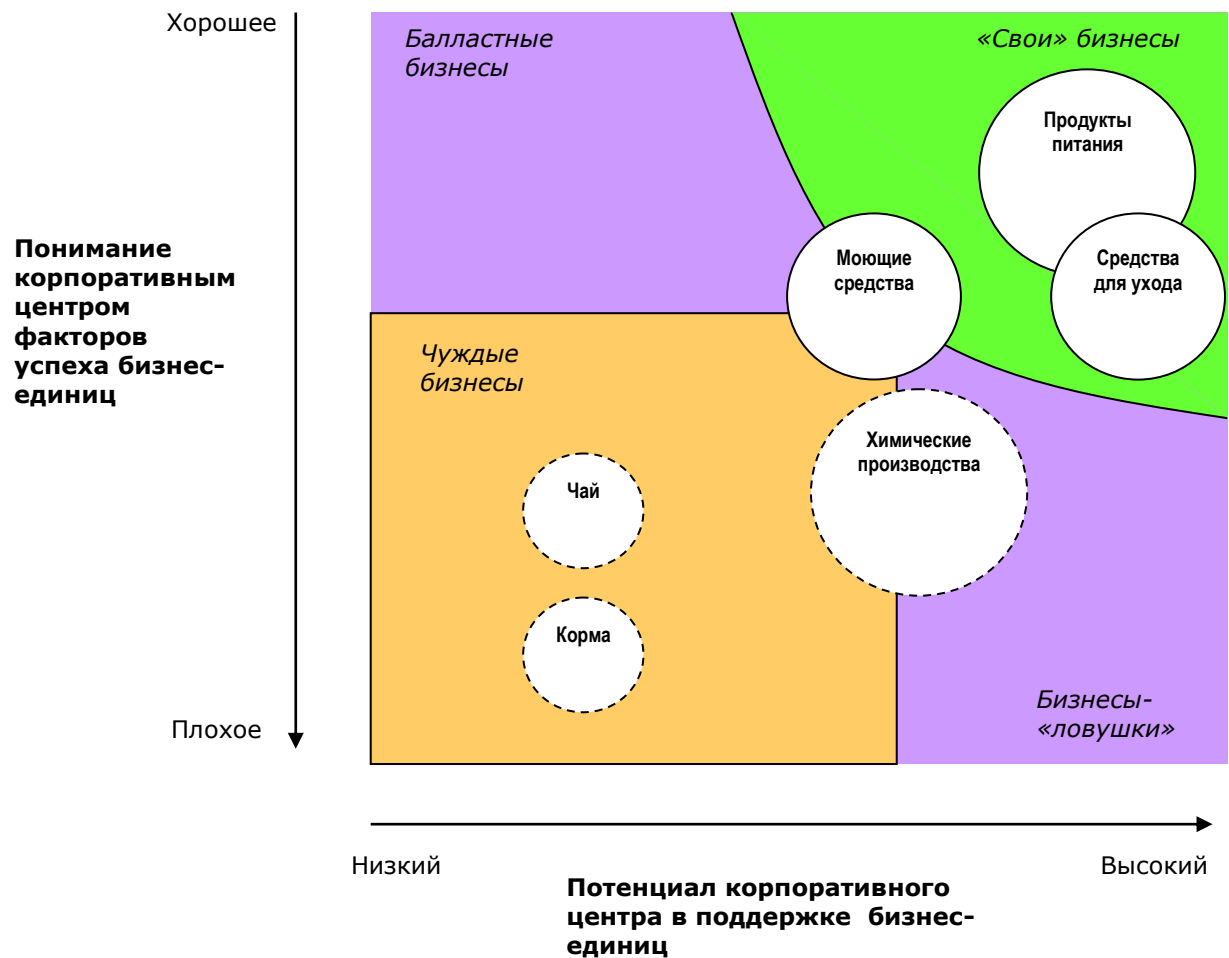 Хорошее
Балластные
бизнесы
«Свои» бизнесы
Продукты
питания
Понимание
корпоративным
центром
факторов
успеха бизнес-
единиц
Моющие
средства
Средства
для ухода
Чуждые
бизнесы
Химические
производства
Чай
Корма
Бизнесы-
«ловушки»
Плохое
Низкий
Высокий
Потенциал корпоративного
центра в поддержке бизнес-
единиц